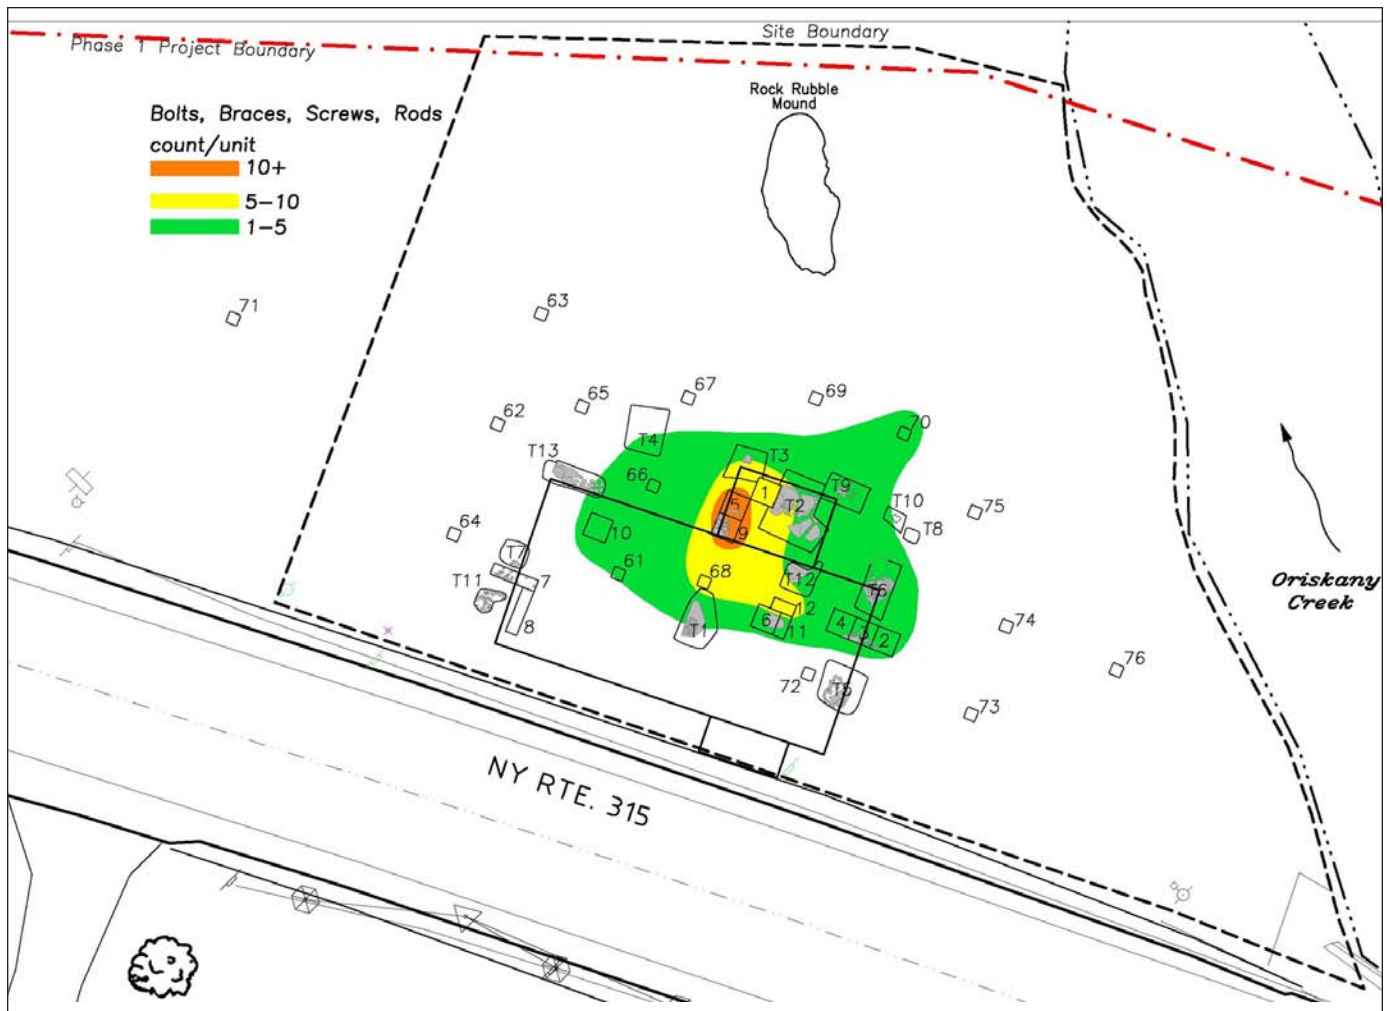 Site Boundary
Phase 1 Project Boundary
Rock Rubble
Mound
Bolts, Braces, Screws, Rods
count/unit
10+
5-10
1-5
71
63
67
69
65
62
70
T4
T13
T3
66
1
T9
5
T2
T10
75
64
10
9
T8
T7
61
68
T12
T6
T11
7
12
Oriskany
Creek
8
T1
6
11
4
3
2
74
72
T5
76
73
NY RTE. 315